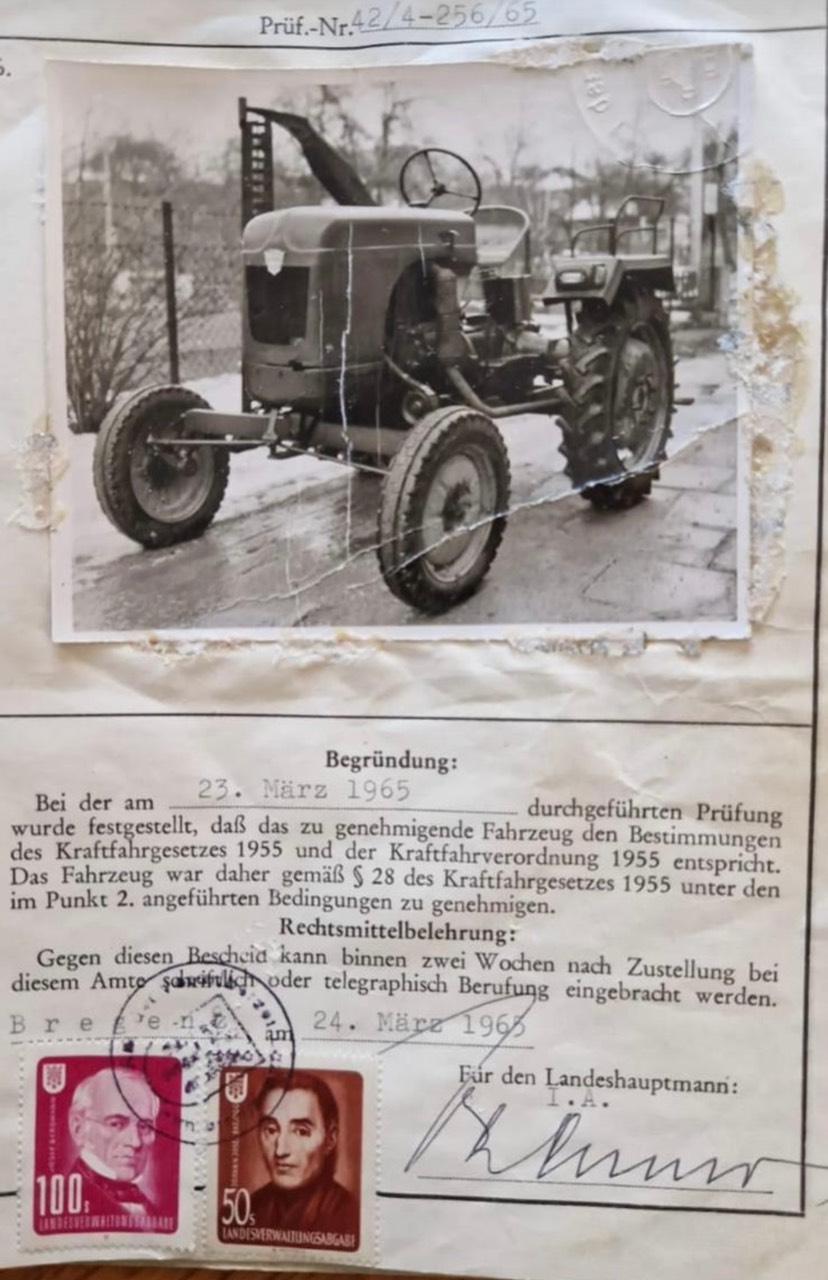 Prüf.-Nr. 42/4-256/65
Begründung:
Bei der am 23. März 1965 durchgeführten Prüfung
wurde festgestellt, daß das zu genehmigende Fahrzeug den Bestimmungen
des Kraftfahrgesetzes 1955 und der Kraftfahrverordnung 1955 entspricht.
Das Fahrzeug war daher gemäß § 28 des Kraftfahrgesetzes 1955 unter den
im Punkt 2. angeführten Bedingungen zu genehmigen.
Rechtsmittelbelehrung:
Gegen diesen Bescheid kann binnen zwei Wochen nach Zustellung bei
diesem Amte schriftlich oder telegraphisch Berufung eingebracht werden.
Bregenz am 24. März 1965
Für den Landeshauptmann:
I.A.
100s
LANDESVERWALTUNGSABGABE
50s
LANDESVERWALTUNGSABGABE